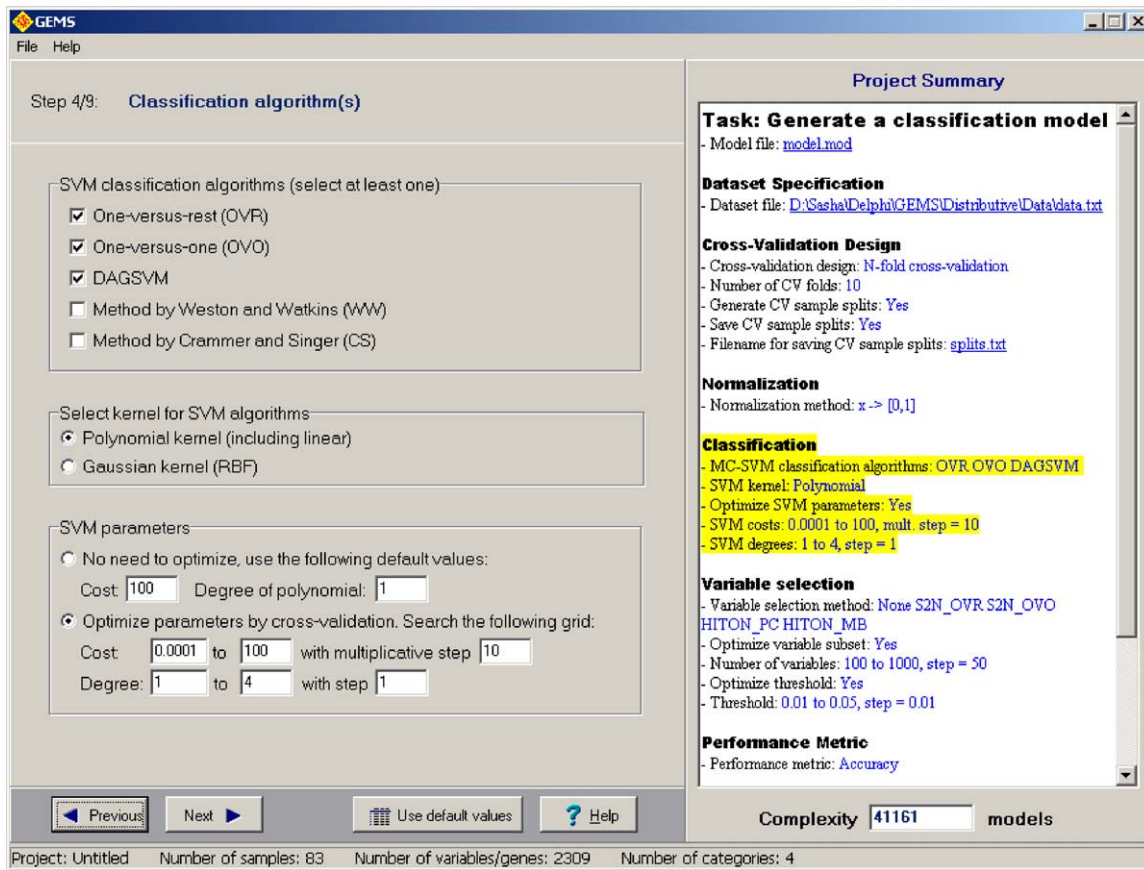 GEMS
File Help
Step 4/9: Classification algorithm(s)
SVM classification algorithms (select at least one)
One-versus-rest (OVR)
One-versus-one (OVO)
DAGSVM
Method by Weston and Watkins (WW)
Method by Crammer and Singer (CS)
Select kernel for SVM algorithms
Polynomial kernel (including linear)
Gaussian kernel (RBF)
SVM parameters
No need to optimize, use the following default values:
Cost: 100 Degree of polynomial: 1
Optimize parameters by cross-validation. Search the following grid:
Cost: 0.0001 to 100 with multiplicative step 10
Degree: 1 to 4 with step 1
Previous Next Use default values ? Help
Project Summary
Task: Generate a classification model
- Model file: model.mod
Dataset Specification
- Dataset file: D:\Sasha\Delphi\GEMS\Distributive\Data\data.txt
Cross-Validation Design
- Cross-validation design: N-fold cross-validation
- Number of CV folds: 10
- Generate CV sample splits: Yes
- Save CV sample splits: Yes
- Filename for saving CV sample splits: splits.txt
Normalization
- Normalization method: x -> [0,1]
Classification
- MC-SVM classification algorithms: OVR OVO DAGSVM
- SVM kernel: Polynomial
- Optimize SVM parameters: Yes
- SVM costs: 0.0001 to 100, mult. step = 10
- SVM degrees: 1 to 4, step = 1
Variable selection
- Variable selection method: None S2N_OVR S2N_OVO
HITON_PC HITON_MB
- Optimize variable subset: Yes
- Number of variables: 100 to 1000, step = 50
- Optimize threshold: Yes
- Threshold: 0.01 to 0.05, step = 0.01
Performance Metric
- Performance metric: Accuracy
Complexity 41161 models
Project: Untitled Number of samples: 83 Number of variables/genes: 2309 Number of categories: 4